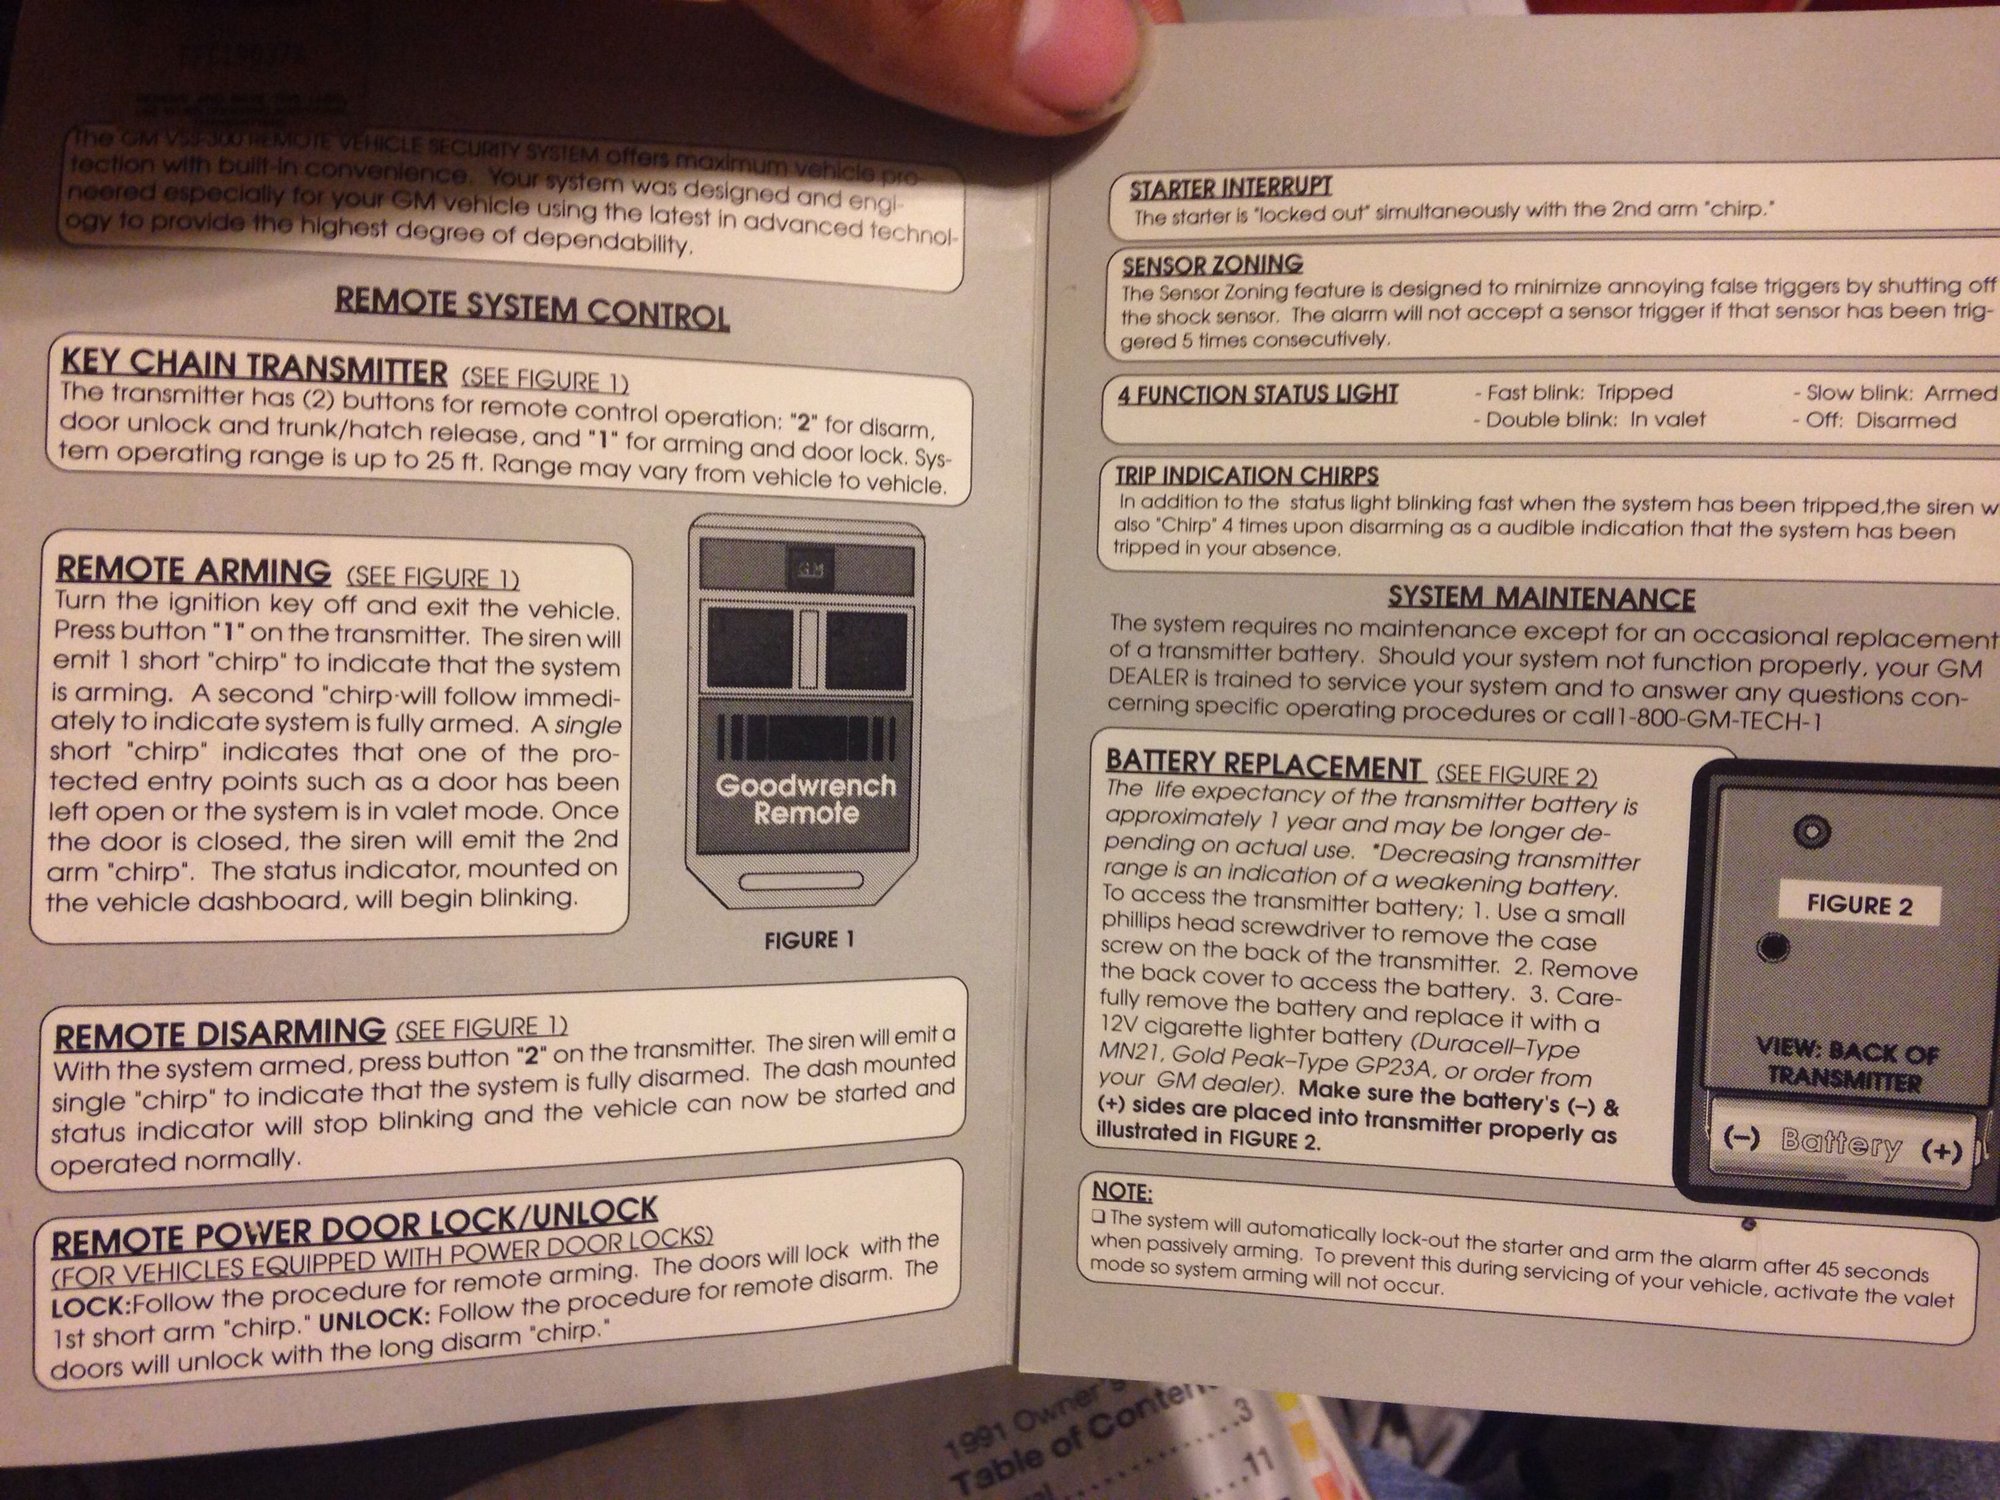 The GM VSS-300 REMOTE VEHICLE SECURITY SYSTEM offers maximum vehicle pro-
tection with built-in convenience. Your system was designed and engi-
neered especially for your GM vehicle using the latest in advanced technol-
ogy to provide the highest degree of dependability.
REMOTE SYSTEM CONTROL
KEY CHAIN TRANSMITTER (SEE FIGURE 1)
The transmitter has (2) buttons for remote control operation: "2" for disarm,
door unlock and trunk/hatch release, and "1" for arming and door lock. Sys-
tem operating range is up to 25 ft. Range may vary from vehicle to vehicle.
REMOTE ARMING (SEE FIGURE 1)
Turn the ignition key off and exit the vehicle.
Press button "1" on the transmitter. The siren will
emit 1 short "chirp" to indicate that the system
is arming. A second "chirp-will follow immedi-
ately to indicate system is fully armed. A single
short "chirp" indicates that one of the pro-
tected entry points such as a door has been
left open or the system is in valet mode. Once
the door is closed, the siren will emit the 2nd
arm "chirp". The status indicator, mounted on
the vehicle dashboard, will begin blinking.
GM
Goodwrench
Remote
FIGURE 1
REMOTE DISARMING (SEE FIGURE 1)
With the system armed, press button "2" on the transmitter. The siren will emit a
single "chirp" to indicate that the system is fully disarmed. The dash mounted
status indicator will stop blinking and the vehicle can now be started and
operated normally.
REMOTE POWER DOOR LOCK/UNLOCK
(FOR VEHICLES EQUIPPED WITH POWER DOOR LOCKS)
LOCK:Follow the procedure for remote arming. The doors will lock with the
1st short arm "chirp." UNLOCK: Follow the procedure for remote disarm. The
doors will unlock with the long disarm "chirp."
STARTER INTERRUPT
The starter is "locked out" simultaneously with the 2nd arm "chirp."
SENSOR ZONING
The Sensor Zoning feature is designed to minimize annoying false triggers by shutting off
the shock sensor. The alarm will not accept a sensor trigger if that sensor has been trig-
gered 5 times consecutively.
4 FUNCTION STATUS LIGHT - Fast blink: Tripped - Slow blink: Armed
- Double blink: In valet - Off: Disarmed
TRIP INDICATION CHIRPS
In addition to the status light blinking fast when the system has been tripped,the siren w
also "Chirp" 4 times upon disarming as a audible indication that the system has been
tripped in your absence.
SYSTEM MAINTENANCE
The system requires no maintenance except for an occasional replacement
of a transmitter battery. Should your system not function properly, your GM
DEALER is trained to service your system and to answer any questions con-
cerning specific operating procedures or call1-800-GM-TECH-1
BATTERY REPLACEMENT (SEE FIGURE 2)
The life expectancy of the transmitter battery is
approximately 1 year and may be longer de-
pending on actual use. *Decreasing transmitter
range is an indication of a weakening battery.
To access the transmitter battery; 1. Use a small
phillips head screwdriver to remove the case
screw on the back of the transmitter. 2. Remove
the back cover to access the battery. 3. Care-
fully remove the battery and replace it with a
12V cigarette lighter battery (Duracell–Type
MN21, Gold Peak–Type GP23A, or order from
your GM dealer). Make sure the battery's (–) &
(+) sides are placed into transmitter properly as
illustrated in FIGURE 2.
FIGURE 2
VIEW: BACK OF
TRANSMITTER
(–) Battery (+)
NOTE:
❏ The system will automatically lock-out the starter and arm the alarm after 45 seconds
when passively arming. To prevent this during servicing of your vehicle, activate the valet
mode so system arming will not occur.
1991 Owner's
Table of Conten
3
11